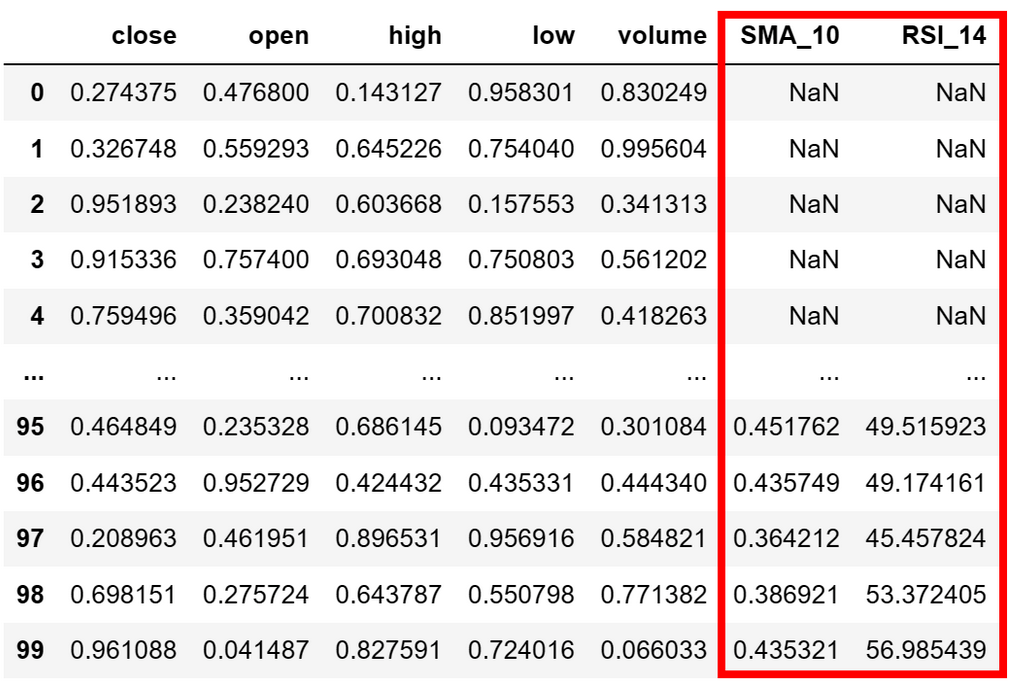 close open high low volume SMA_10 RSI_14
0 0.274375 0.476800 0.143127 0.958301 0.830249 NaN NaN
1 0.326748 0.559293 0.645226 0.754040 0.995604 NaN NaN
2 0.951893 0.238240 0.603668 0.157553 0.341313 NaN NaN
3 0.915336 0.757400 0.693048 0.750803 0.561202 NaN NaN
4 0.759496 0.359042 0.700832 0.851997 0.418263 NaN NaN
... ... ... ... ... ... ... ...
95 0.464849 0.235328 0.686145 0.093472 0.301084 0.451762 49.515923
96 0.443523 0.952729 0.424432 0.435331 0.444340 0.435749 49.174161
97 0.208963 0.461951 0.896531 0.956916 0.584821 0.364212 45.457824
98 0.698151 0.275724 0.643787 0.550798 0.771382 0.386921 53.372405
99 0.961088 0.041487 0.827591 0.724016 0.066033 0.435321 56.985439